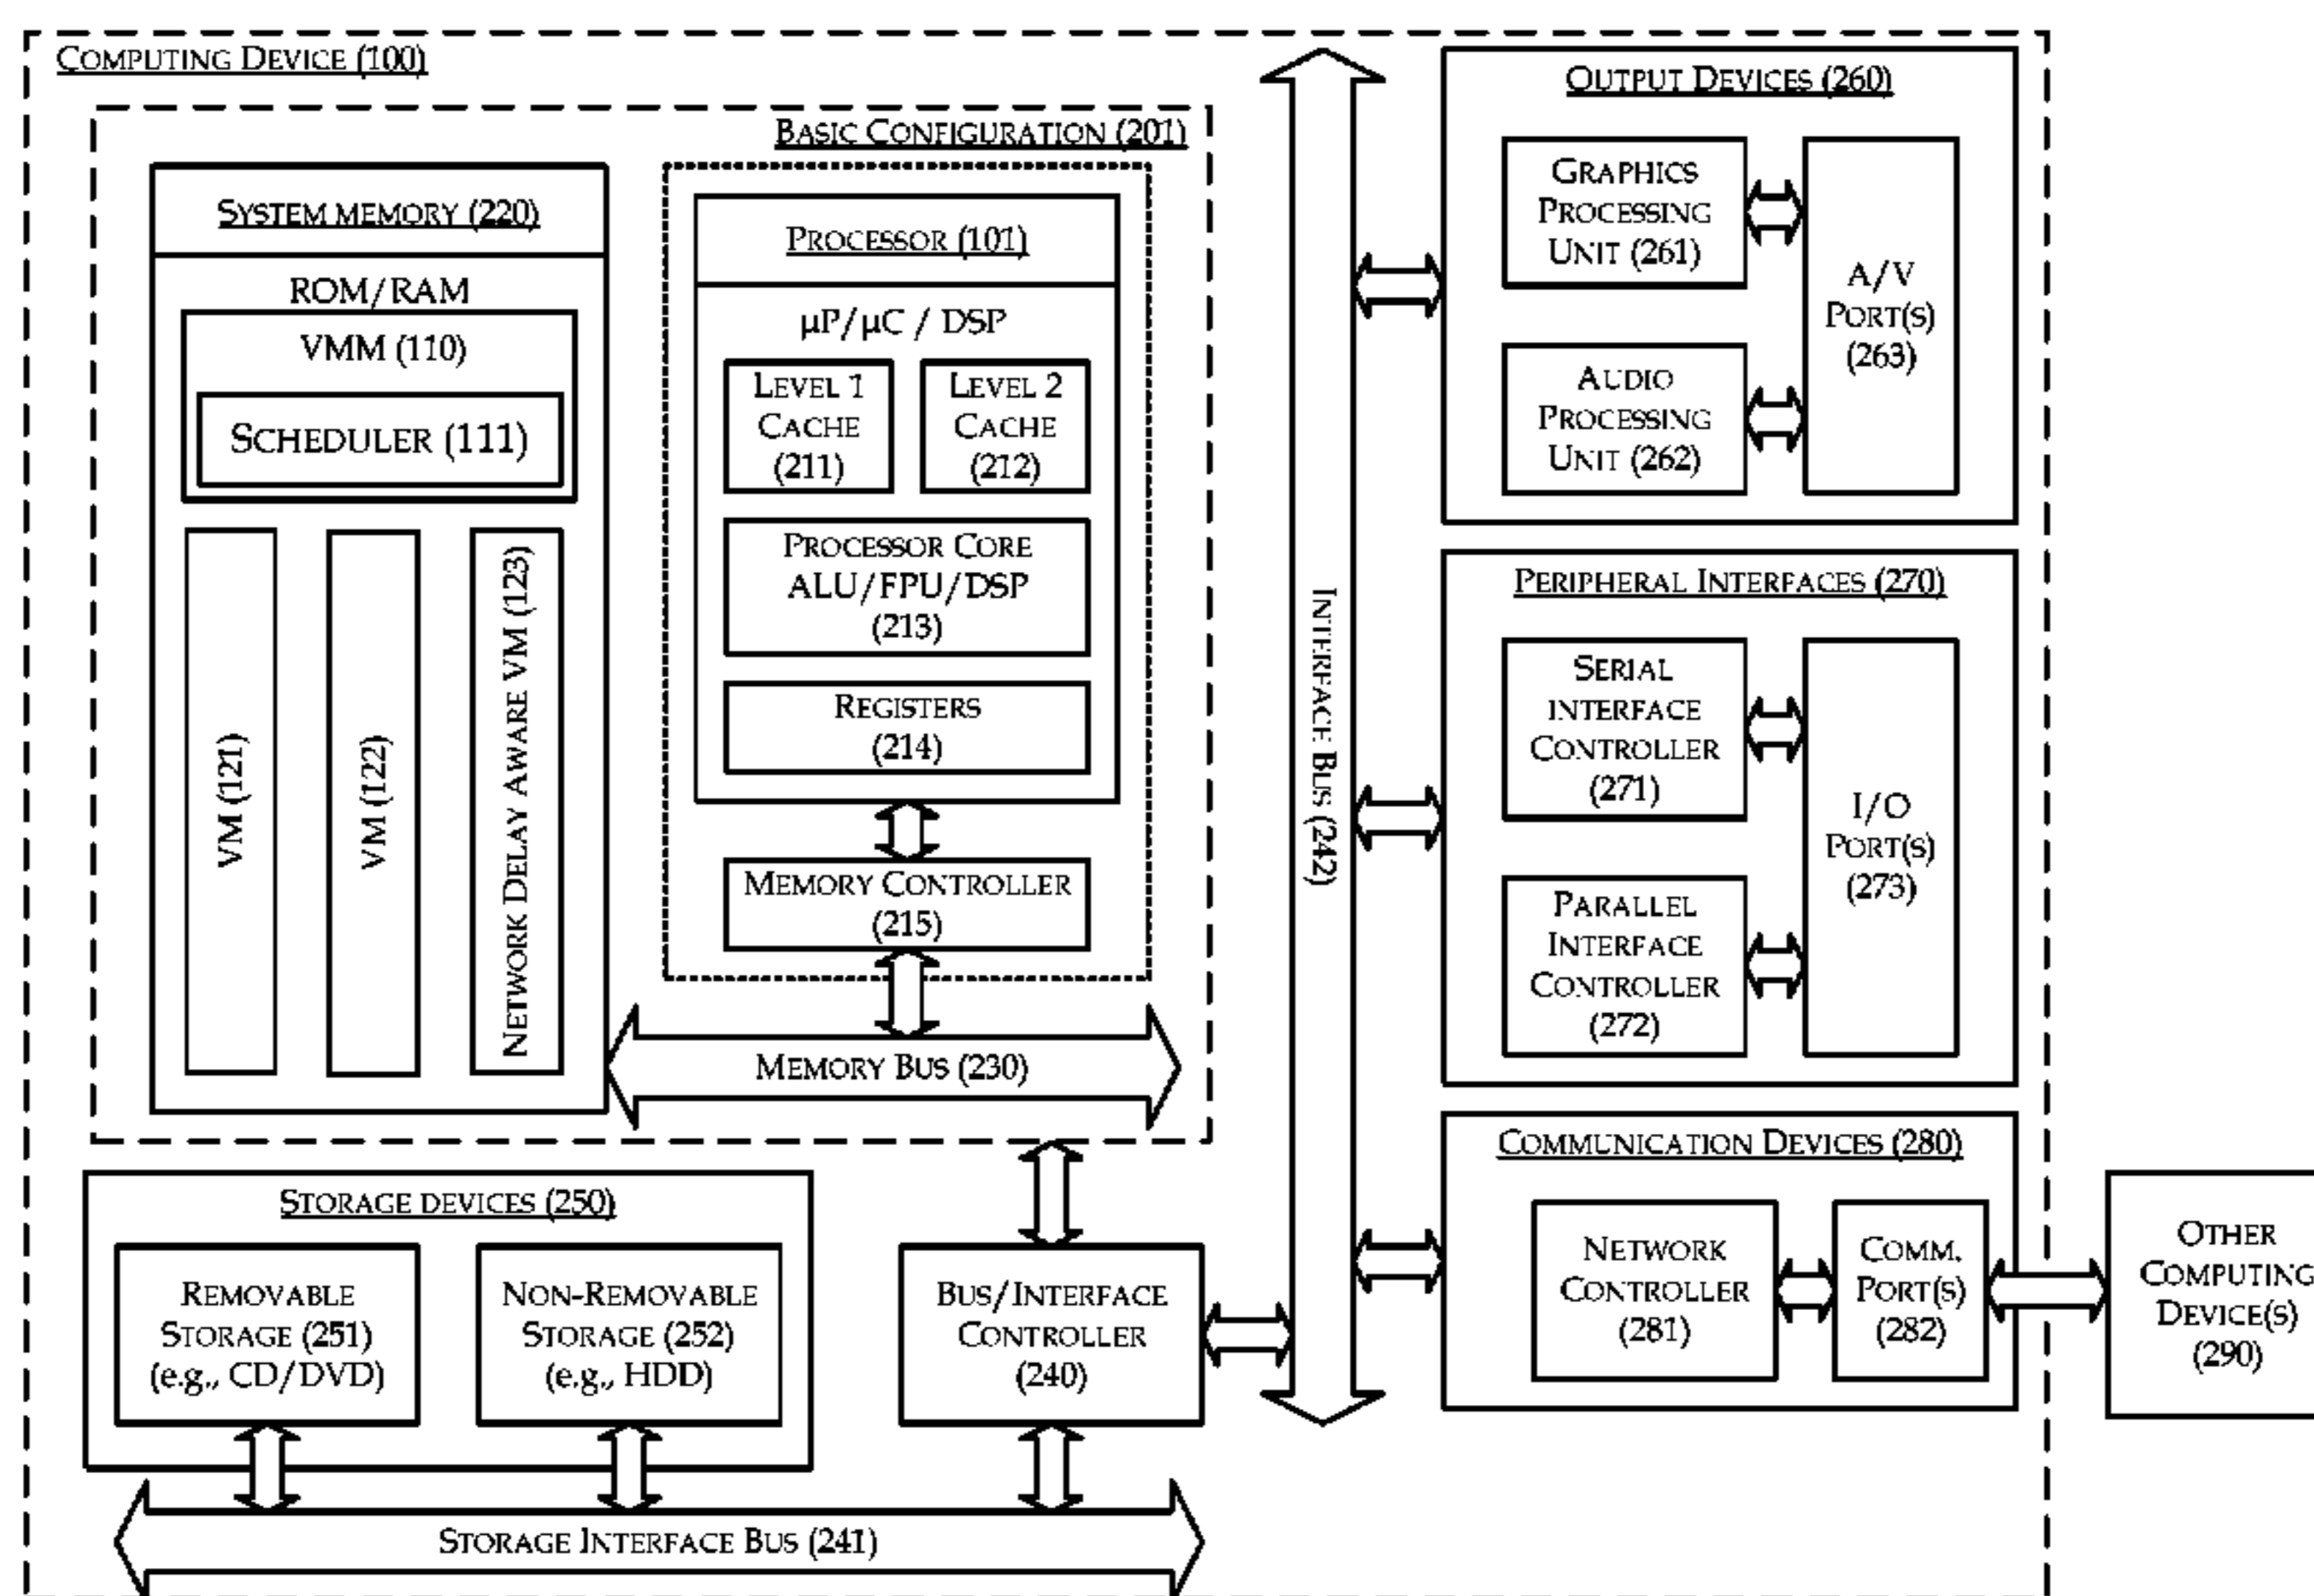 COMPUTING DEVICE (100)
BASIC CONFIGURATION (201)
SYSTEM MEMORY (220)
ROM/RAM
VMM (110)
SCHEDULER (111)
VM (121)
VM (122)
NETWORK DELAY AWARE VM (123)
PROCESSOR (101)
µP/µC / DSP
LEVEL 1
CACHE
(211)
LEVEL 2
CACHE
(212)
PROCESSOR CORE
ALU/FPU/DSP
(213)
REGISTERS
(214)
MEMORY CONTROLLER
(215)
MEMORY BUS (230)
STORAGE DEVICES (250)
REMOVABLE
STORAGE (251)
(e.g., CD/DVD)
NON-REMOVABLE
STORAGE (252)
(e.g., HDD)
BUS/INTERFACE
CONTROLLER
(240)
STORAGE INTERFACE BUS (241)
INTERFACE BUS (242)
OUTPUT DEVICES (260)
GRAPHICS
PROCESSING
UNIT (261)
AUDIO
PROCESSING
UNIT (262)
A/V
PORT(S)
(263)
PERIPHERAL INTERFACES (270)
SERIAL
INTERFACE
CONTROLLER
(271)
PARALLEL
INTERFACE
CONTROLLER
(272)
I/O
PORT(S)
(273)
COMMUNICATION DEVICES (280)
NETWORK
CONTROLLER
(281)
COMM.
PORT(S)
(282)
OTHER
COMPUTING
DEVICE(S)
(290)